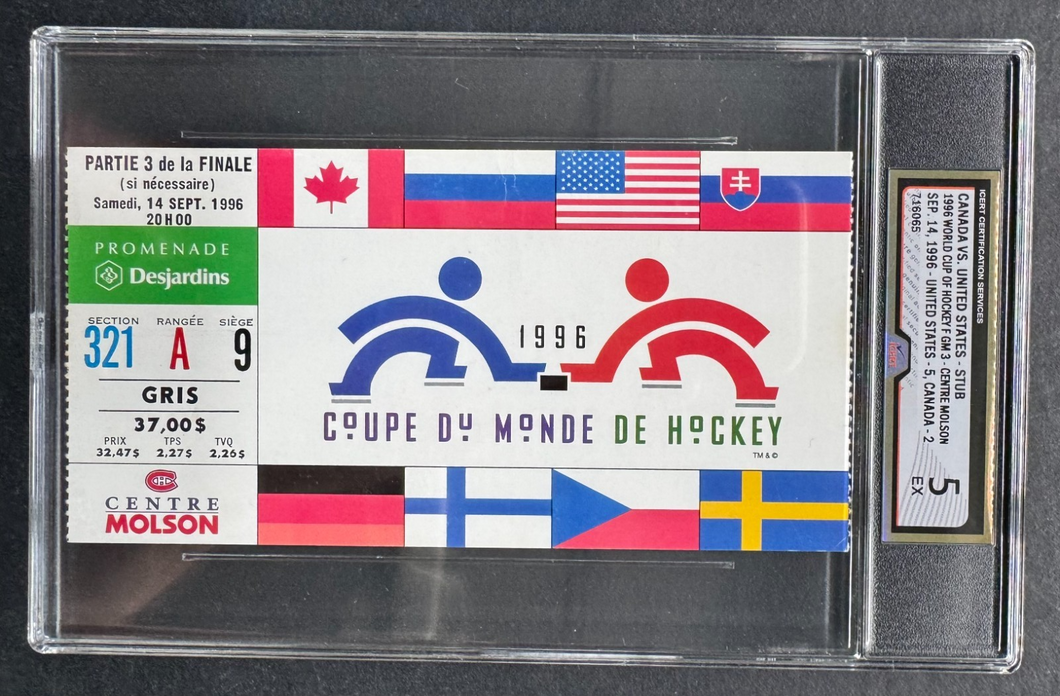 PARTIE 3 de la FINALE
(si nécessaire)
Samedi, 14 SEPT. 1996
20H00
PROMENADE
Desjardins
SECTION RANGÉE SIÈGE
321 A 9
GRIS
37,00$
PRIX TPS TVQ
32,47$ 2,27$ 2,26$
CENTRE
MOLSON
1996
COUPE DU MONDE DE HOCKEY
TM & ©
ICERT CERTIFICATION SERVICES
CANADA VS. UNITED STATES - STUB
1996 WORLD CUP OF HOCKEY F GM 3 - CENTRE MOLSON
SEP. 14, 1996 - UNITED STATES - 5, CANADA - 2
716065
5
EX